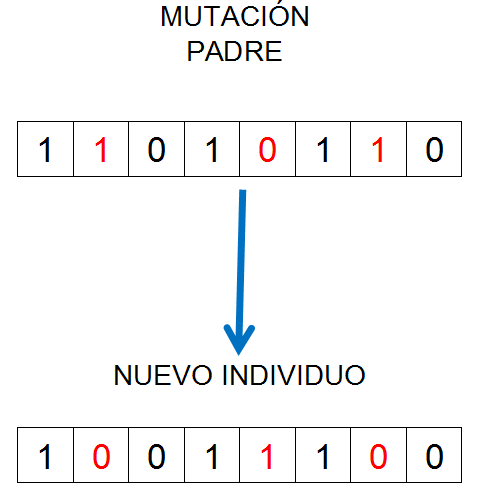 MUTACIÓN
PADRE
1 1 0 1 0 1 1 0
NUEVO INDIVIDUO
1 0 0 1 1 1 0 0